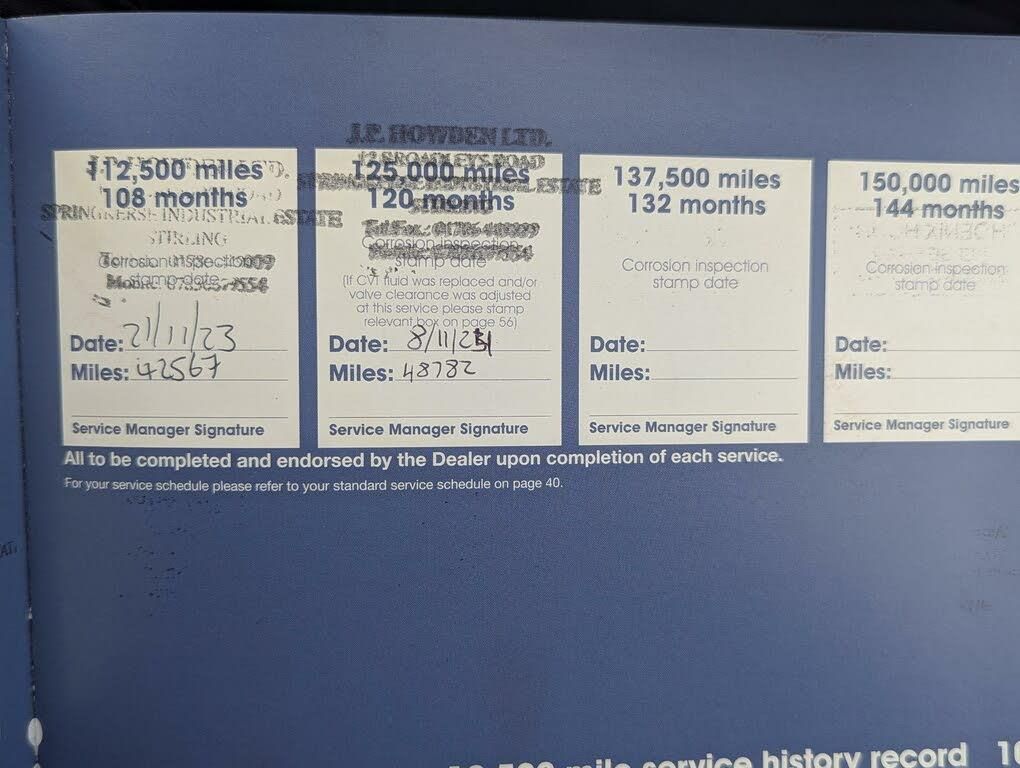 J.P. HOWDEN LTD.
112,500 miles
108 months
SPRINGKERSE INDUSTRIAL ESTATE
STIRLING
Corrosion inspection
stamp date
Date: 21/11/23
Miles: 42567
Service Manager Signature
125,000 miles
120 months
Corrosion inspection
stamp date
(If CVT fluid was replaced and/or
valve clearance was adjusted
at this service please stamp
relevant box on page 56)
Date: 8/11/2
Miles: 48782
Service Manager Signature
137,500 miles
132 months
Corrosion inspection
stamp date
Date:
Miles:
Service Manager Signature
150,000 miles
144 months
Corrosion inspection
stamp date
Date:
Miles:
Service Manager Signature
All to be completed and endorsed by the Dealer upon completion of each service.
For your service schedule please refer to your standard service schedule on page 40.
mile service history record